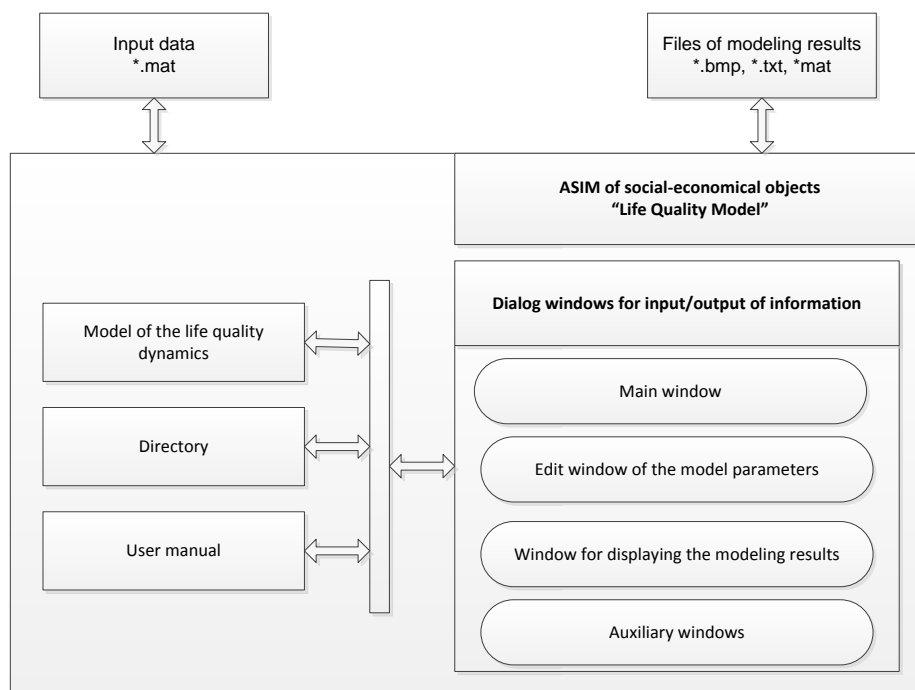 Input data
*.mat
Files of modeling results
*.bmp, *.txt, *mat
ASIM of social-economical objects
“Life Quality Model”
Dialog windows for input/output of information
Model of the life quality
dynamics
Directory
User manual
Main window
Edit window of the model parameters
Window for displaying the modeling results
Auxiliary windows